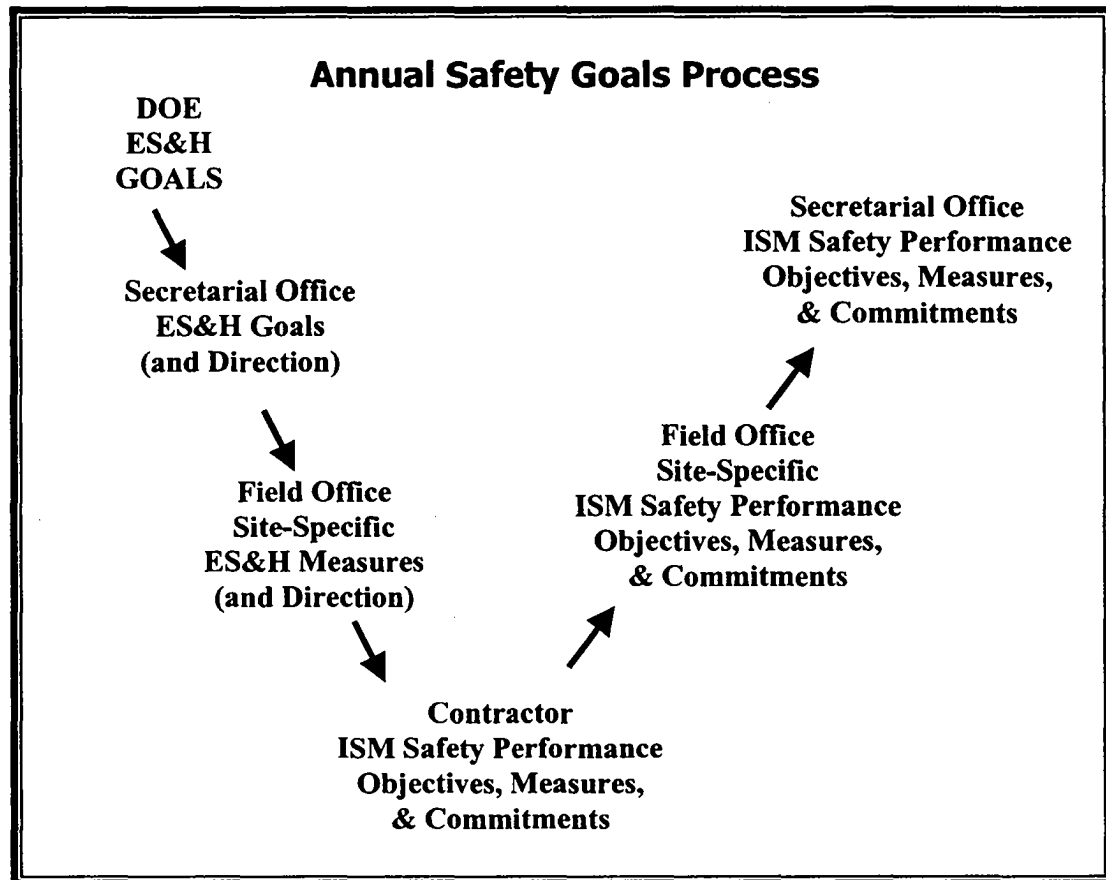 Annual Safety Goals Process
DOE
ES&H
GOALS
Secretarial Office
ES&H Goals
(and Direction)
Field Office
Site-Specific
ES&H Measures
(and Direction)
Contractor
ISM Safety Performance
Objectives, Measures,
& Commitments
Field Office
Site-Specific
ISM Safety Performance
Objectives, Measures,
& Commitments
Secretarial Office
ISM Safety Performance
Objectives, Measures,
& Commitments